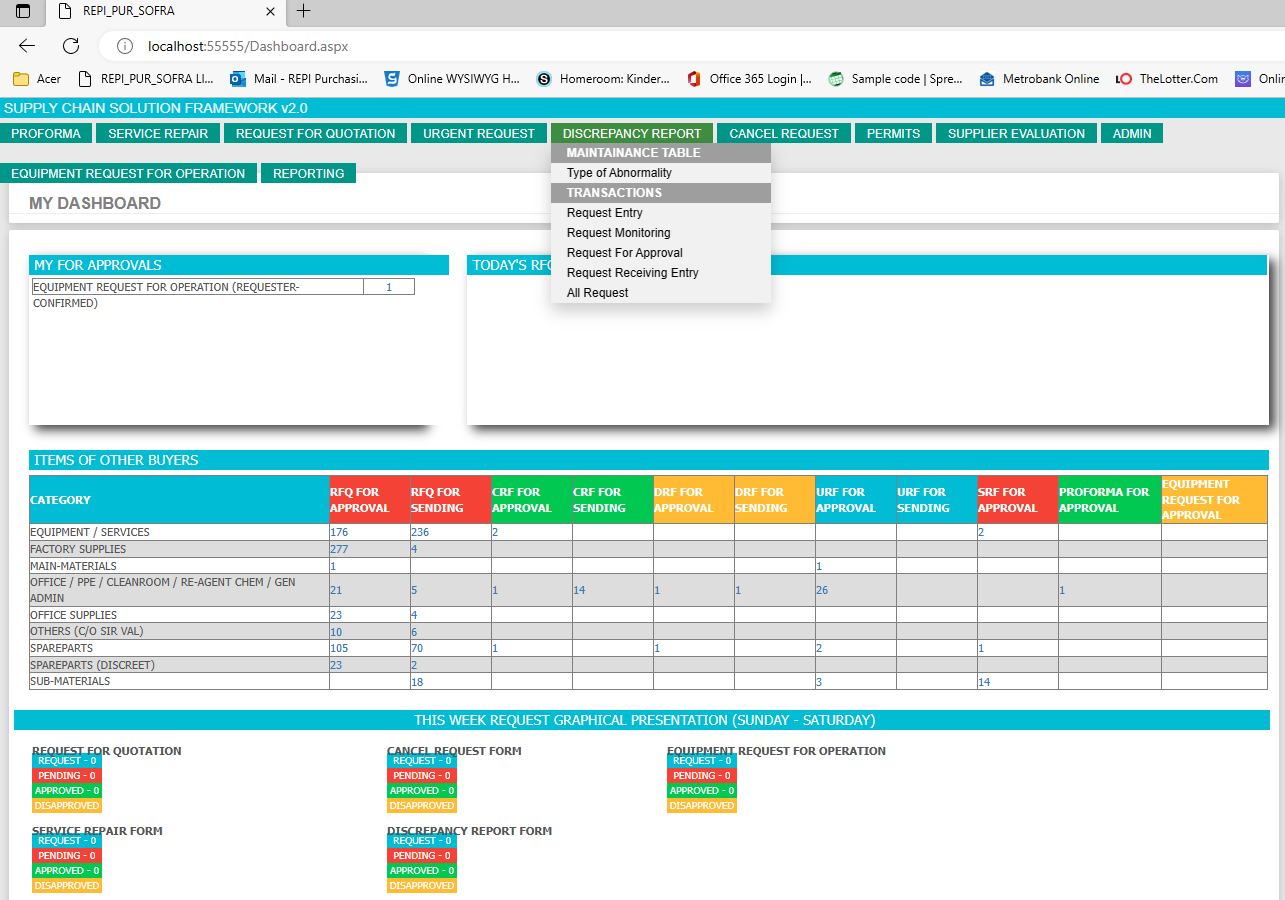 REPI_PUR_SOFRA
localhost:55555/Dashboard.aspx
Acer REPI_PUR_SOFRA LI... Mail - REPI Purchasi... Online WYSIWYG H... Homeroom: Kinder... Office 365 Login |... Sample code | Spre... Metrobank Online TheLotter.Com Onlin
SUPPLY CHAIN SOLUTION FRAMEWORK v2.0
PROFORMA SERVICE REPAIR REQUEST FOR QUOTATION URGENT REQUEST DISCREPANCY REPORT CANCEL REQUEST PERMITS SUPPLIER EVALUATION ADMIN
MAINTAINANCE TABLE
Type of Abnormality
TRANSACTIONS
Request Entry
Request Monitoring
Request For Approval
Request Receiving Entry
All Request
EQUIPMENT REQUEST FOR OPERATION REPORTING
MY DASHBOARD
MY FOR APPROVALS
EQUIPMENT REQUEST FOR OPERATION (REQUESTER- 1
CONFIRMED)
TODAY'S RFQ
ITEMS OF OTHER BUYERS
CATEGORY RFQ FOR APPROVAL RFQ FOR SENDING CRF FOR APPROVAL CRF FOR SENDING DRF FOR APPROVAL DRF FOR SENDING URF FOR APPROVAL URF FOR SENDING SRF FOR APPROVAL PROFORMA FOR APPROVAL EQUIPMENT REQUEST FOR APPROVAL
EQUIPMENT / SERVICES 176 236 2 2
FACTORY SUPPLIES 277 4
MAIN-MATERIALS 1 1
OFFICE / PPE / CLEANROOM / RE-AGENT CHEM / GEN
ADMIN 21 5 1 14 1 1 26 1
OFFICE SUPPLIES 23 4
OTHERS (C/O SIR VAL) 10 6
SPAREPARTS 105 70 1 1 2 1
SPAREPARTS (DISCREET) 23 2
SUB-MATERIALS 18 3 14
THIS WEEK REQUEST GRAPHICAL PRESENTATION (SUNDAY - SATURDAY)
REQUEST FOR QUOTATION
REQUEST - 0
PENDING - 0
APPROVED - 0
DISAPPROVED
CANCEL REQUEST FORM
REQUEST - 0
PENDING - 0
APPROVED - 0
DISAPPROVED
EQUIPMENT REQUEST FOR OPERATION
REQUEST - 0
PENDING - 0
APPROVED - 0
DISAPPROVED
SERVICE REPAIR FORM
REQUEST - 0
PENDING - 0
APPROVED - 0
DISAPPROVED
DISCREPANCY REPORT FORM
REQUEST - 0
PENDING - 0
APPROVED - 0
DISAPPROVED